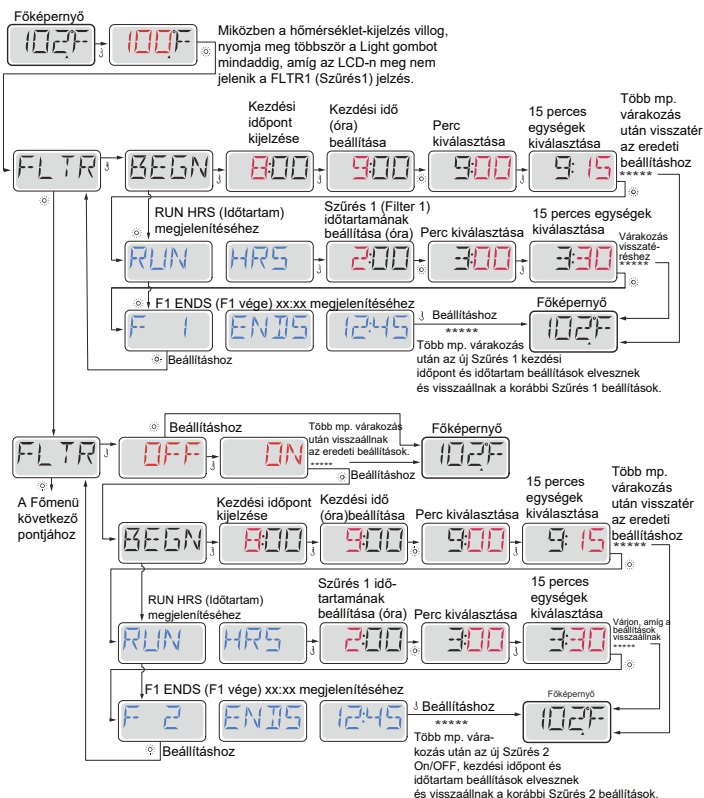 Főképernyő
102°F
100°F
Miközben a hőmérséklet-kijelzés villog,
nyomja meg többször a Light gombot
mindaddig, amíg az LCD-n meg nem
jelenik a FLTR1 (Szűrés1) jelzés.
Kezdési
időpont
kijelzése
Kezdési idő
(óra)
beállítása
Perc
kiválasztása
15 perces
egységek
kiválasztása
Több mp.
várakozás
után visszatér
az eredeti
beállításhoz
*****
FLTR
BEGN
8:00
9:00
9:00
9:15
RUN HRS (Időtartam)
megjelenítéséhez
Szűrés 1 (Filter 1)
időtartamának
beállítása (óra)
Perc kiválasztása
15 perces egységek
kiválasztása
Várakozás
visszaté-
réshez
*****
RUN
HRS
2:00
3:00
3:30
F1 ENDS (F1 vége) xx:xx megjelenítéséhez
F 1
ENDS
12:45
Beállításhoz
*****
Főképernyő
102°F
Beállításhoz
Több mp. várakozás
után az új Szűrés 1 kezdési
időpont és időtartam beállítások elvesznek
és visszaállnak a korábbi Szűrés 1 beállítások.
Beállításhoz
Több mp. várakozás
után visszaállnak
az eredeti beállítások.
*****
Főképernyő
FLTR
OFF
ON
102°F
Beállításhoz
A Főmenü
következő
pontjához
Kezdési időpont
kijelzése
Kezdési idő
(óra)beállítása
Perc kiválasztása
15 perces
egységek
kiválasztása
Több mp.
várakozás
után visszatér
az eredeti
beállításhoz
*****
BEGN
8:00
9:00
9:00
9:15
RUN HRS (Időtartam)
megjelenítéséhez
Szűrés 1 idő-
tartamának
beállítása (óra)
Perc kiválasztása
15 perces
egységek
kiválasztása
Várjon, amíg a
beállítások
visszaállnak
*****
RUN
HRS
2:00
3:00
3:30
F1 ENDS (F1 vége) xx:xx megjelenítéséhez
F 2
ENDS
12:45
Beállításhoz
*****
Főképernyő
102°F
Beállításhoz
Több mp. vára-
kozás után az új Szűrés 2
On/OFF, kezdési időpont és
időtartam beállítások elvesznek
és visszaállnak a korábbi Szűrés 2 beállítások.